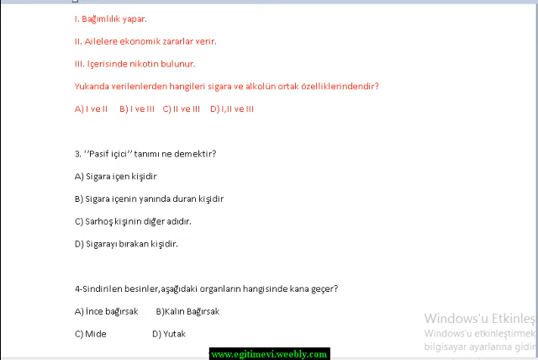 I. Bağımlılık yapar.
II. Ailelere ekonomik zararlar verir.
III. İçerisinde nikotin bulunur.
Yukarıda verilenlerden hangileri sigara ve alkolün ortak özelliklerindendir?
A) I ve II B) I ve III C) II ve III D) I,II ve III
3. ‘’Pasif içici’’ tanımı ne demektir?
A) Sigara içen kişidir
B) Sigara içenin yanında duran kişidir
C) Sarhoş kişinin diğer adıdır.
D) Sigarayı bırakan kişidir.
4-Sindirilen besinler,aşağıdaki organların hangisinde kana geçer?
A) İnce bağırsak B)Kalın Bağırsak
C) Mide D) Yutak
Windows'u Etkinleş
Windows'u etkinleştirmek
bilgisayar ayarlarına gidin
www.egitimevi.weebly.com